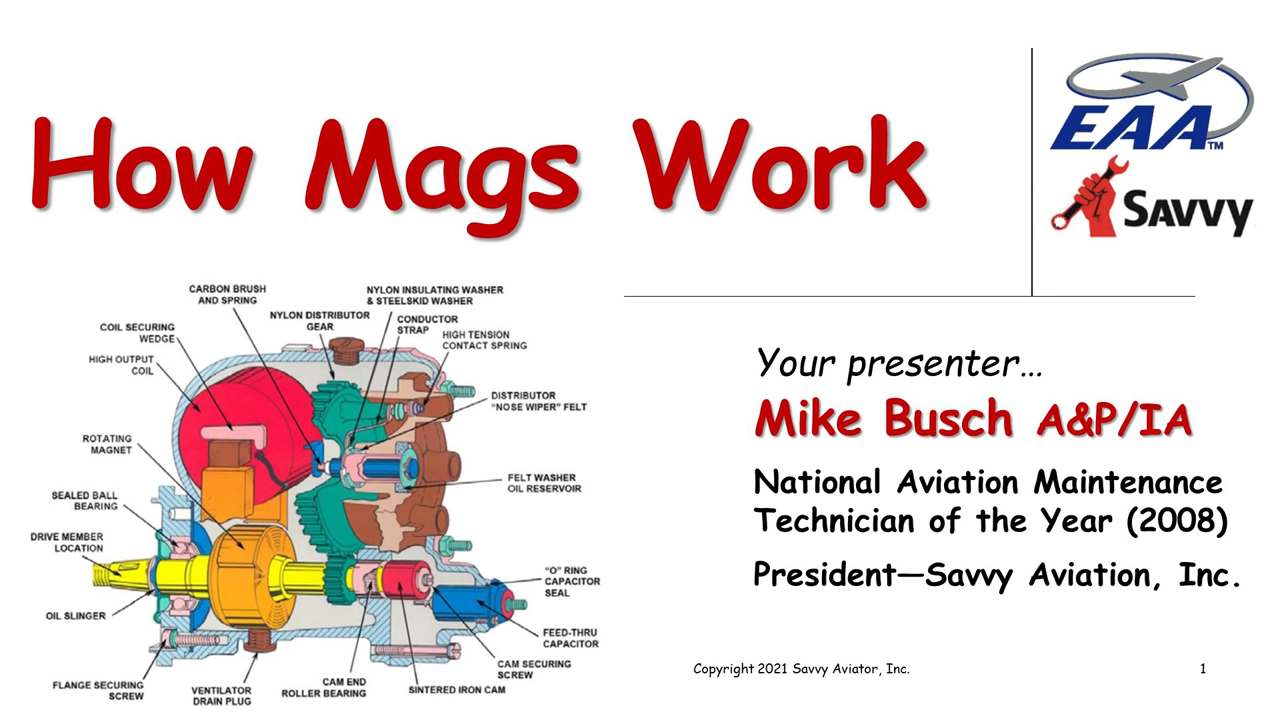 How Mags Work
EAA™
SAVVY
CARBON BRUSH
AND SPRING
NYLON INSULATING WASHER
& STEELSKID WASHER
NYLON DISTRIBUTOR
GEAR
CONDUCTOR
STRAP
HIGH TENSION
CONTACT SPRING
COIL SECURING
WEDGE
HIGH OUTPUT
COIL
DISTRIBUTOR
“NOSE WIPER” FELT
ROTATING
MAGNET
FELT WASHER
OIL RESERVOIR
SEALED BALL
BEARING
DRIVE MEMBER
LOCATION
“O” RING
CAPACITOR
SEAL
OIL SLINGER
FEED-THRU
CAPACITOR
CAM SECURING
SCREW
FLANGE SECURING
SCREW
VENTILATOR
DRAIN PLUG
CAM END
ROLLER BEARING
SINTERED IRON CAM
Your presenter…
Mike Busch A&P/IA
National Aviation Maintenance
Technician of the Year (2008)
President—Savvy Aviation, Inc.
Copyright 2021 Savvy Aviator, Inc.
1